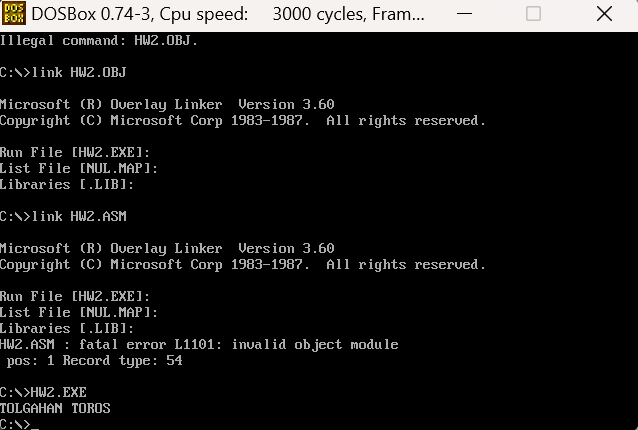 DOS
BOX
DOSBox 0.74-3, Cpu speed: 3000 cycles, Fram...
Illegal command: HW2.OBJ.
C:\>link HW2.OBJ
Microsoft (R) Overlay Linker Version 3.60
Copyright (C) Microsoft Corp 1983-1987. All rights reserved.
Run File [HW2.EXE]:
List File [NUL.MAP]:
Libraries [.LIB]:
C:\>link HW2.ASM
Microsoft (R) Overlay Linker Version 3.60
Copyright (C) Microsoft Corp 1983-1987. All rights reserved.
Run File [HW2.EXE]:
List File [NUL.MAP]:
Libraries [.LIB]:
HW2.ASM : fatal error L1101: invalid object module
pos: 1 Record type: 54
C:\>HW2.EXE
TOLGAHAN TOROS
C:\>_